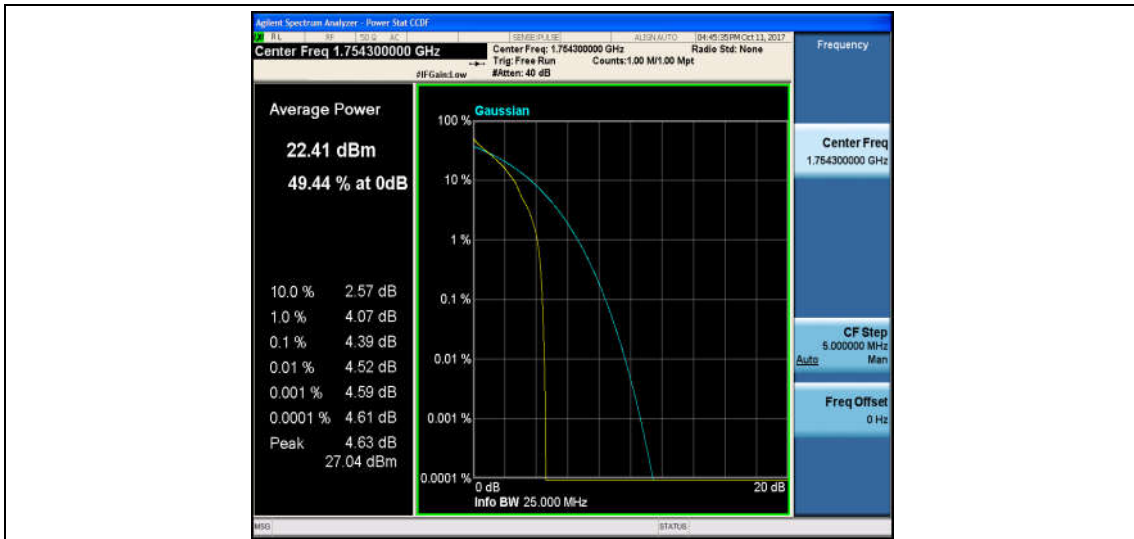 Agilent Spectrum Analyzer - Power Stat CCDF
RL RF 50 Ω AC SENSE:PULSE ALIGNAUTO 04:45:35 PM Oct 11, 2017
Center Freq 1.754300000 GHz
Center Freq: 1.754300000 GHz Radio Std: None
Trig: Free Run Counts:1.00 M/1.00 Mpt
#IFGain:Low #Atten: 40 dB
Frequency
Average Power
22.41 dBm
49.44 % at 0dB
10.0 % 2.57 dB
1.0 % 4.07 dB
0.1 % 4.39 dB
0.01 % 4.52 dB
0.001 % 4.59 dB
0.0001 % 4.61 dB
Peak 4.63 dB
27.04 dBm
Gaussian
100 %
10 %
1 %
0.1 %
0.01 %
0.001 %
0.0001 %
0 dB 20 dB
Info BW 25.000 MHz
Center Freq
1.754300000 GHz
CF Step
5.000000 MHz
Auto Man
Freq Offset
0 Hz
MSG STATUS